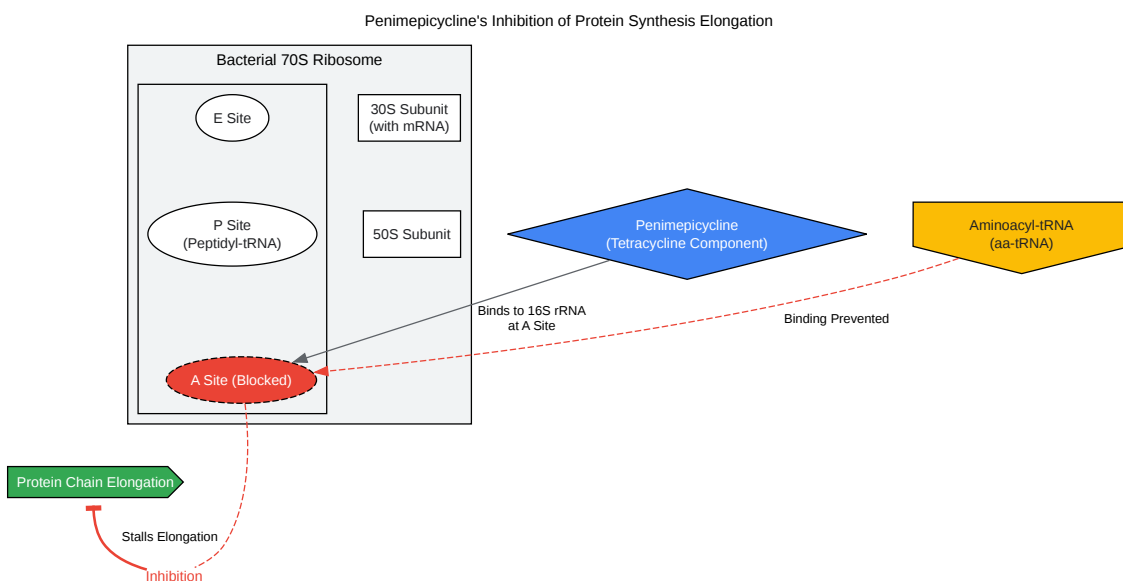 Penimepicycline's Inhibition of Protein Synthesis Elongation
Bacterial 70S Ribosome
E Site
30S Subunit
(with mRNA)
P Site
(Peptidyl-tRNA)
50S Subunit
Penimepicycline
(Tetracycline Component)
Aminoacyl-tRNA
(aa-tRNA)
Binds to 16S rRNA
at A Site
Binding Prevented
A Site (Blocked)
Protein Chain Elongation
Stalls Elongation
Inhibition